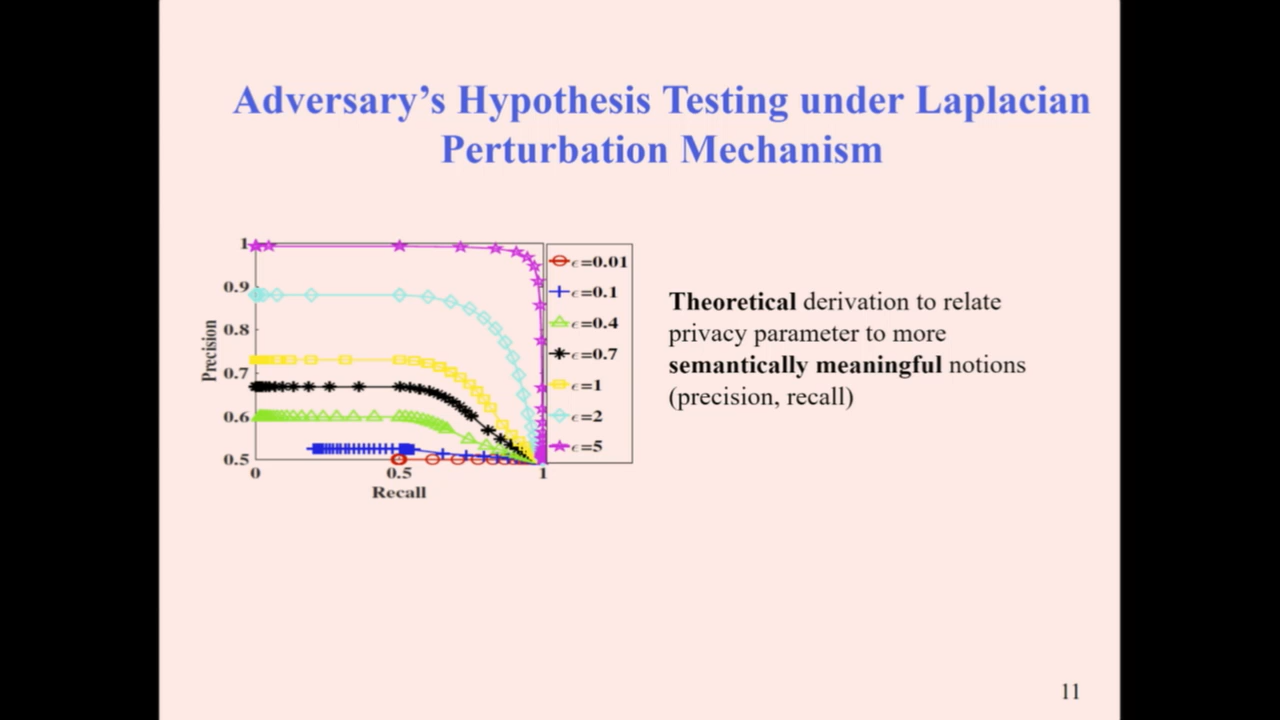 Adversary's Hypothesis Testing under Laplacian
Perturbation Mechanism
1
0.9
0.8
0.7
0.6
0.5
Precision
0
0.5
1
Recall
ϵ=0.01
ϵ=0.1
ϵ=0.4
ϵ=0.7
ϵ=1
ϵ=2
ϵ=5
Theoretical derivation to relate
privacy parameter to more
semantically meaningful notions
(precision, recall)
11